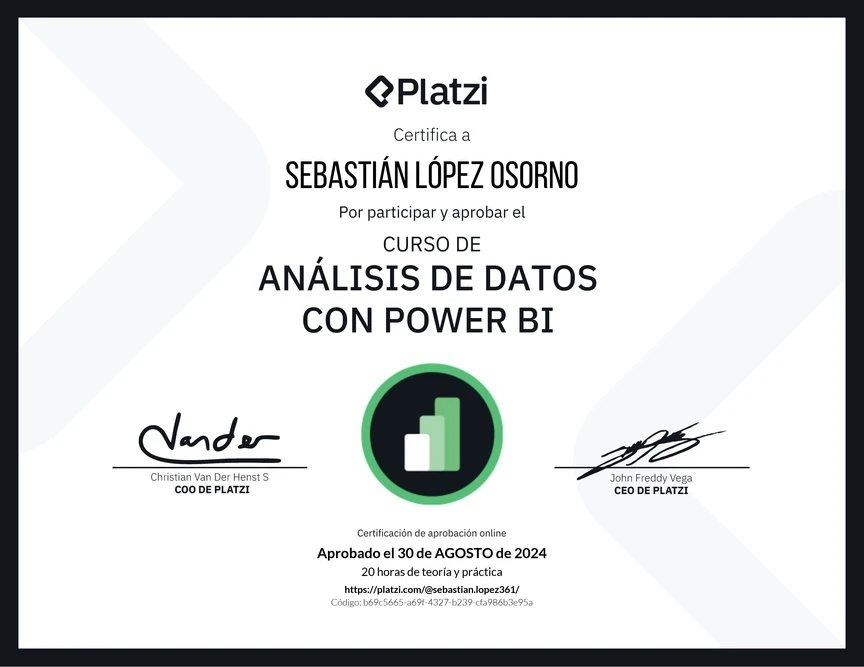 Platzi
Certifica a
SEBASTIÁN LÓPEZ OSORNO
Por participar y aprobar el
CURSO DE
ANÁLISIS DE DATOS
CON POWER BI
Vander
Christian Van Der Henst S
COO DE PLATZI
John Freddy Vega
CEO DE PLATZI
Certificación de aprobación online
Aprobado el 30 de AGOSTO de 2024
20 horas de teoría y práctica
https://platzi.com/@sebastian.lopez361/
Código: b69c5665-a69f-4327-b239-cfa986b3e95a